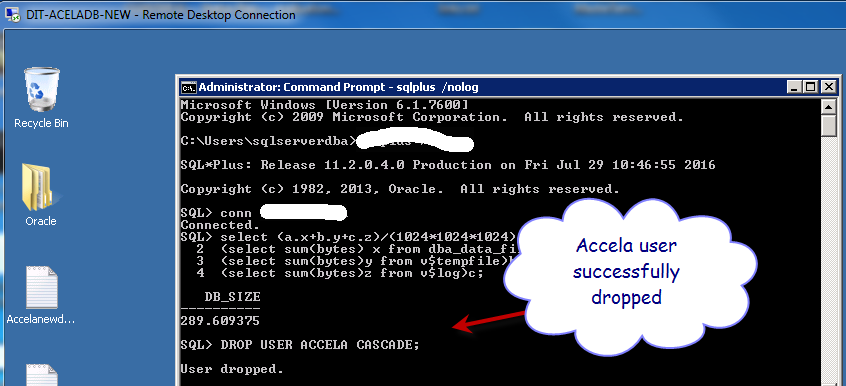 DIT-ACELADB-NEW - Remote Desktop Connection
Administrator: Command Prompt - sqlplus /nolog
Microsoft Windows [Version 6.1.7600]
Copyright (c) 2009 Microsoft Corporation. All rights reserved.
Recycle Bin
C:\Users\sqlserverdba>
SQL*Plus: Release 11.2.0.4.0 Production on Fri Jul 29 10:46:55 2016
Copyright (c) 1982, 2013, Oracle. All rights reserved.
Oracle
SQL> conn
Connected.
SQL> select (a.x+b.y+c.z)/(1024*1024*1024)
2 (select sum(bytes) x from dba_data_fi
3 (select sum(bytes)y from v$tempfile)
4 (select sum(bytes)z from v$log)c;
Accela user
successfully
dropped
DB_SIZE
----------
289.609375
Accelanewd...
SQL> DROP USER ACCELA CASCADE;
User dropped.